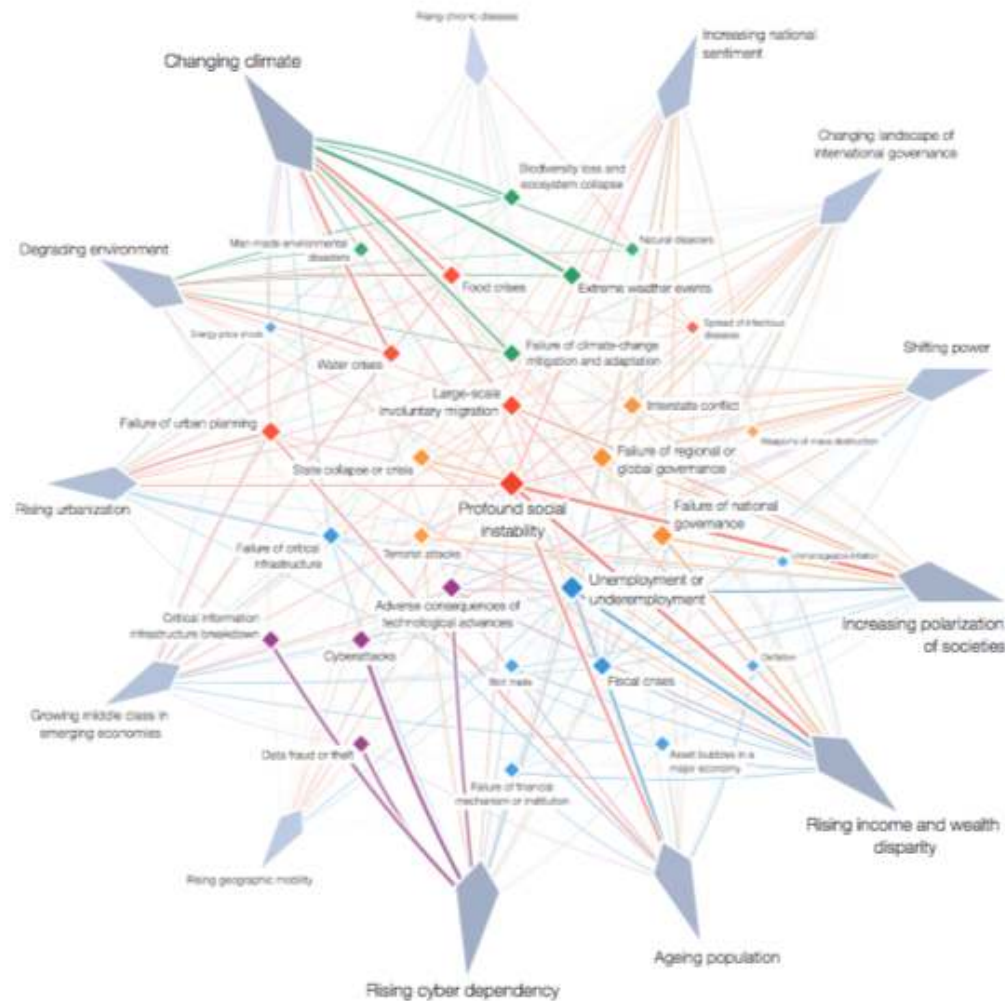 Rising chronic disease
Changing climate
Increasing national
sentiment
Changing landscape of
international governance
Biodiversity loss and
ecosystem collapse
Degrading environment
Man-made environmental
disasters
Natural disasters
Food crises
Extreme weather events
Energy price shock
Spread of infectious
diseases
Water crises
Failure of climate-change
mitigation and adaptation
Shifting power
Large-scale
involuntary migration
Interstate conflict
Failure of urban planning
Weapons of mass destruction
State collapse or crisis
Failure of regional or
global governance
Rising urbanization
Profound social
instability
Failure of national
governance
Failure of critical
infrastructure
Terrorist attacks
Unemployment or
underemployment
Adverse consequences of
technological advances
Increasing polarization
of societies
Critical information
infrastructure breakdown
Cyberattacks
Illicit trade
Fiscal crises
Deflation
Growing middle class in
emerging economies
Data fraud or theft
Asset bubbles in a
major economy
Failure of financial
mechanism or institution
Rising income and wealth
disparity
Rising geographic mobility
Ageing population
Rising cyber dependency